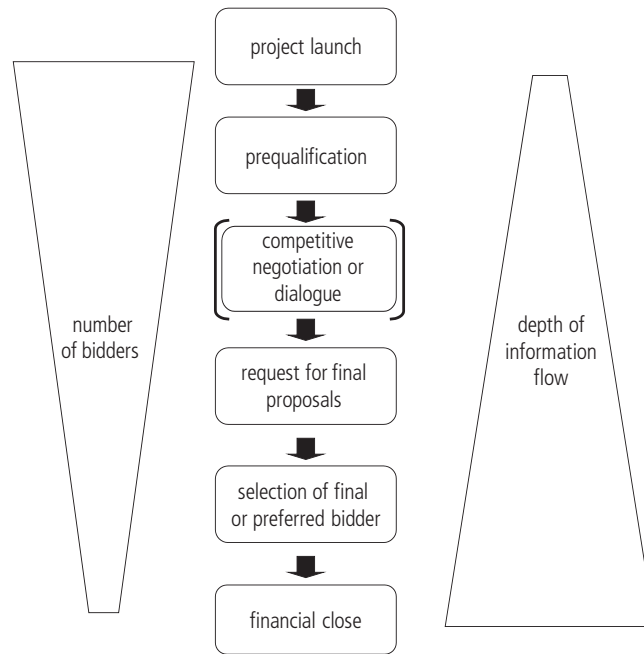 project launch
prequalification
competitive
negotiation or
dialogue
number
of bidders
depth of
information
flow
request for final
proposals
selection of final
or preferred bidder
financial close